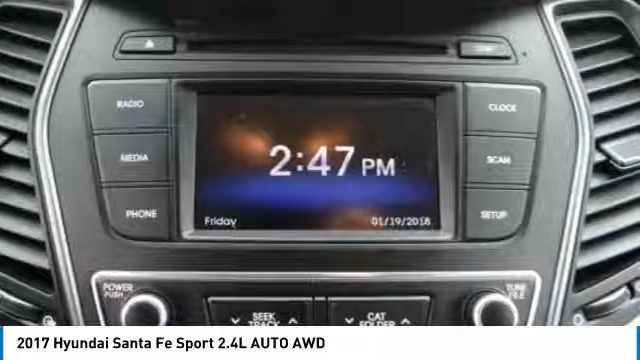 RADIO
CLOCK
MEDIA
2:47 PM
SCAN
PHONE
SETUP
Friday
01/19/2018
POWER
PUSH
SEEK
TRACK
CAT
FOLDER
TUNE
FILE
2017 Hyundai Santa Fe Sport 2.4L AUTO AWD